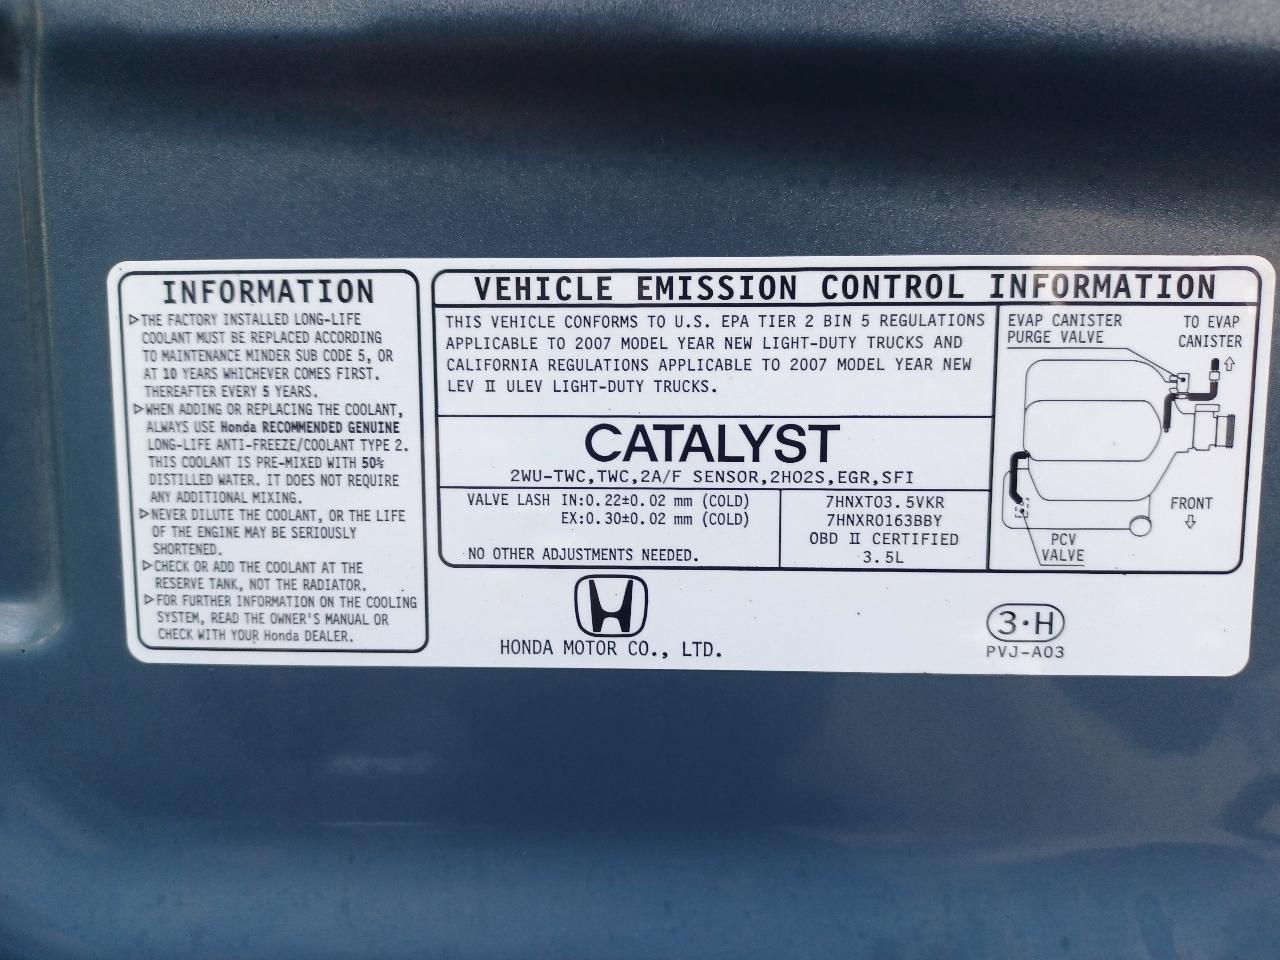 INFORMATION
▷THE FACTORY INSTALLED LONG-LIFE
COOLANT MUST BE REPLACED ACCORDING
TO MAINTENANCE MINDER SUB CODE 5, OR
AT 10 YEARS WHICHEVER COMES FIRST.
THEREAFTER EVERY 5 YEARS.
▷WHEN ADDING OR REPLACING THE COOLANT,
ALWAYS USE Honda RECOMMENDED GENUINE
LONG-LIFE ANTI-FREEZE/COOLANT TYPE 2.
THIS COOLANT IS PRE-MIXED WITH 50%
DISTILLED WATER. IT DOES NOT REQUIRE
ANY ADDITIONAL MIXING.
▷NEVER DILUTE THE COOLANT, OR THE LIFE
OF THE ENGINE MAY BE SERIOUSLY
SHORTENED.
▷CHECK OR ADD THE COOLANT AT THE
RESERVE TANK, NOT THE RADIATOR.
▷FOR FURTHER INFORMATION ON THE COOLING
SYSTEM, READ THE OWNER'S MANUAL OR
CHECK WITH YOUR Honda DEALER.
VEHICLE EMISSION CONTROL INFORMATION
THIS VEHICLE CONFORMS TO U.S. EPA TIER 2 BIN 5 REGULATIONS
APPLICABLE TO 2007 MODEL YEAR NEW LIGHT-DUTY TRUCKS AND
CALIFORNIA REGULATIONS APPLICABLE TO 2007 MODEL YEAR NEW
LEV II ULEV LIGHT-DUTY TRUCKS.
CATALYST
2WU-TWC,TWC,2A/F SENSOR,2HO2S,EGR,SFI
VALVE LASH IN:0.22±0.02 mm (COLD)
EX:0.30±0.02 mm (COLD)
NO OTHER ADJUSTMENTS NEEDED.
7HNXT03.5VKR
7HNXR0163BBY
OBD II CERTIFIED
3.5L
EVAP CANISTER
PURGE VALVE
TO EVAP
CANISTER
FRONT
PCV
VALVE
HONDA MOTOR CO., LTD.
3·H
PVJ-A03